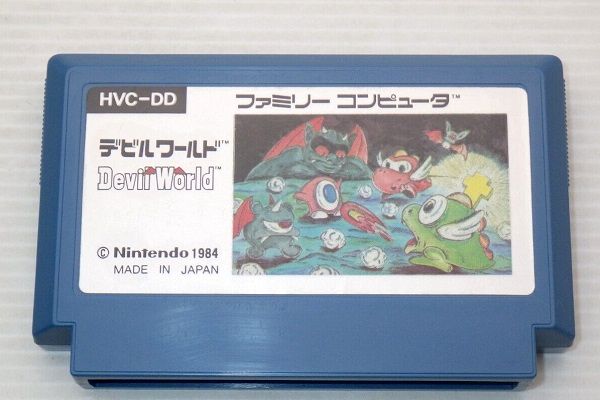 HVC-DD
ファミリー コンピュータ™
デビルワールド™
Devil World™
© Nintendo 1984
MADE IN JAPAN